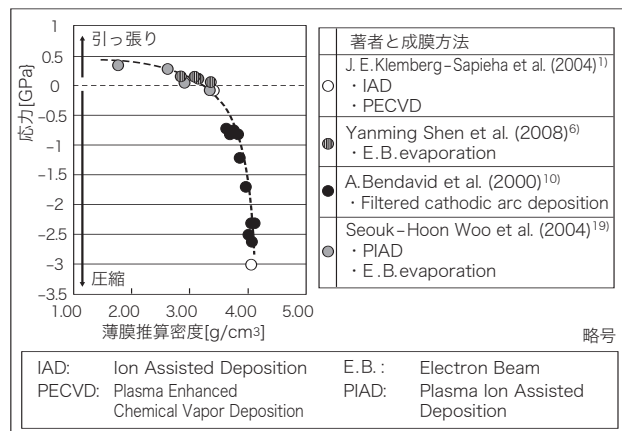 1
0.5
0
−0.5
−1
−1.5
−2
−2.5
−3
−3.5
応力[GPa]
引っ張り
圧縮
1.00 2.00 3.00 4.00 5.00
薄膜推算密度[g/cm3]
著者と成膜方法
J. E.Klemberg–Sapieha et al. (2004)1)
・IAD
・PECVD
Yanming Shen et al. (2008)6)
・E.B.evaporation
A.Bendavid et al. (2000)10)
・Filtered cathodic arc deposition
Seouk–Hoon Woo et al. (2004)19)
・PIAD
・E.B.evaporation
略号
IAD: Ion Assisted Deposition
PECVD: Plasma Enhanced
Chemical Vapor Deposition
E.B.: Electron Beam
PIAD: Plasma Ion Assisted
Deposition